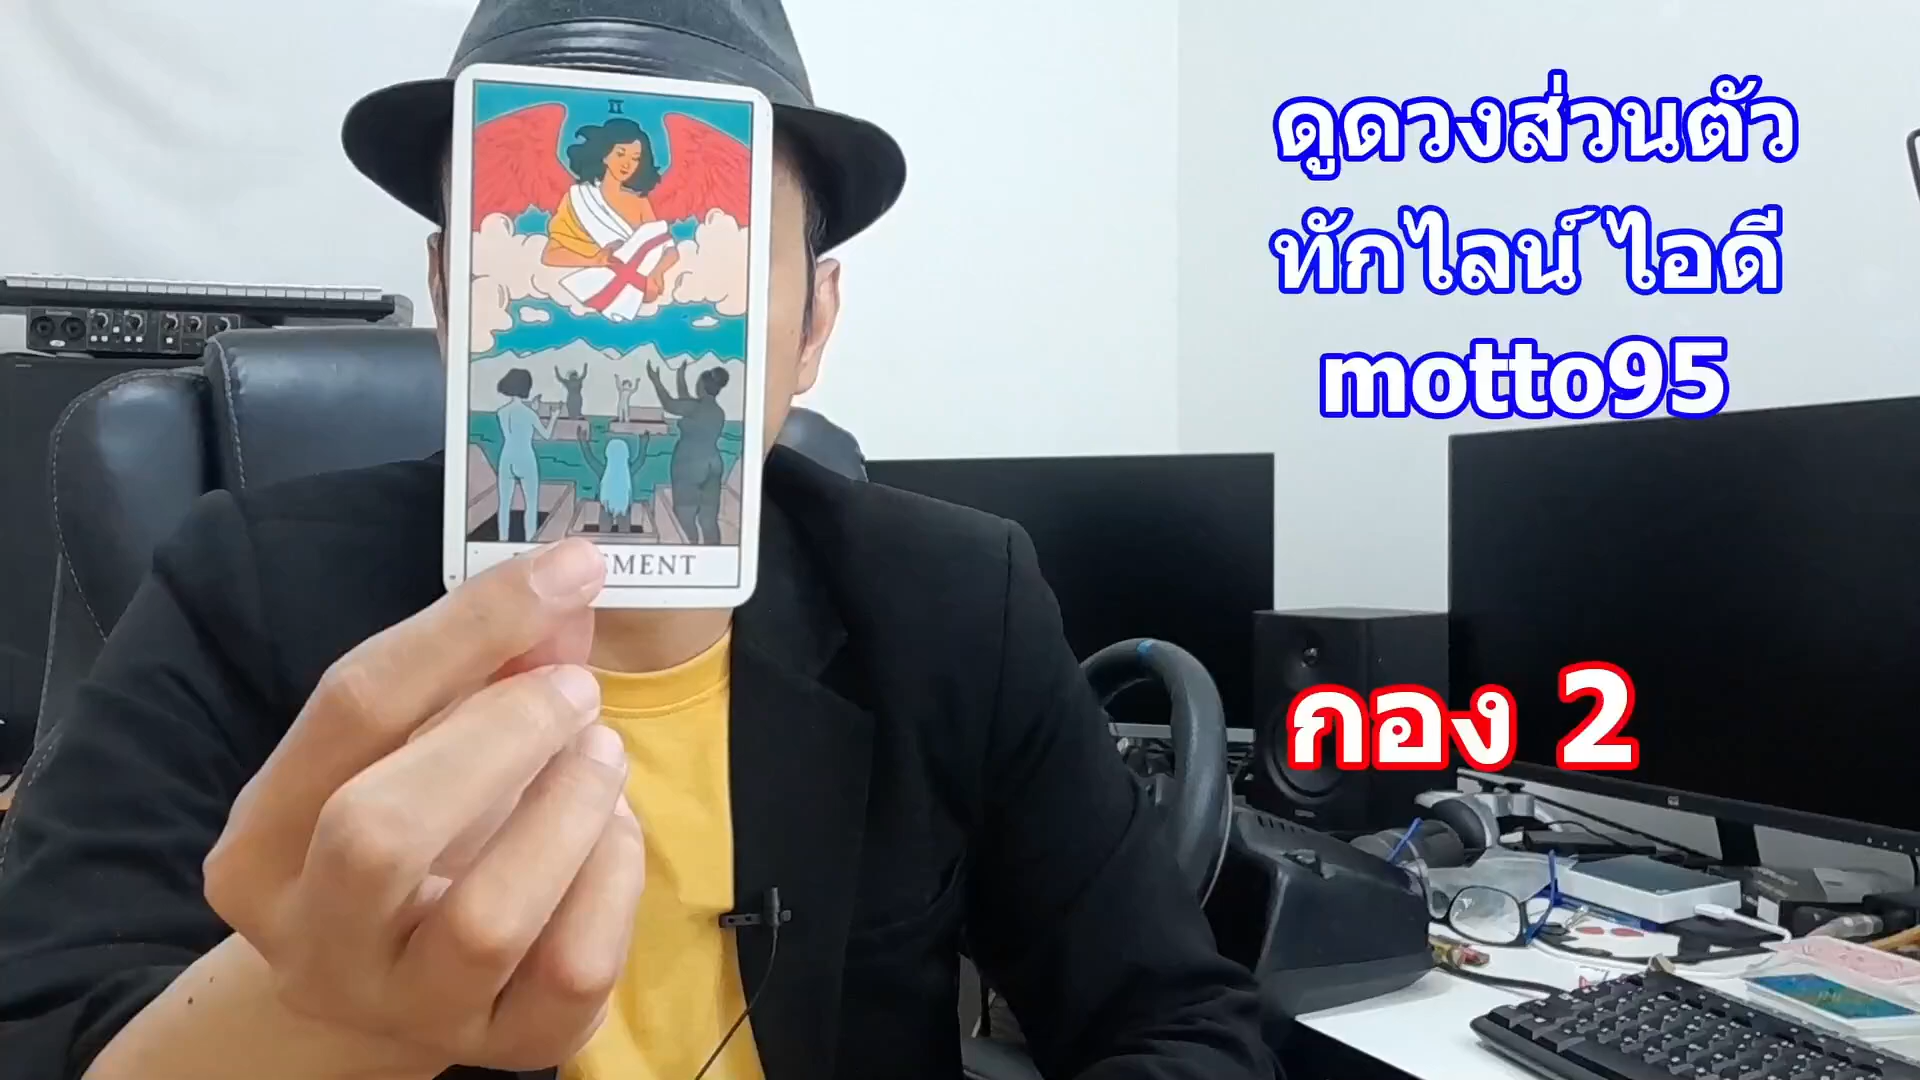 ดูดวงส่วนตัว
ทักไลน์ ไอดี
motto95
II
กอง 2